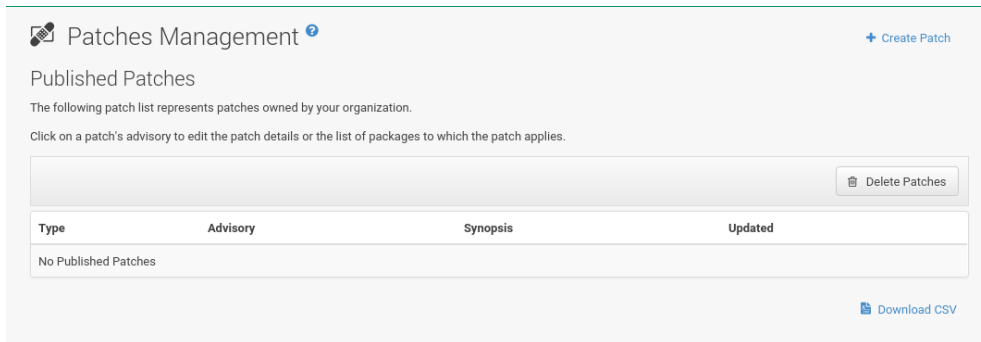 Patches Management ?
+ Create Patch
Published Patches
The following patch list represents patches owned by your organization.
Click on a patch's advisory to edit the patch details or the list of packages to which the patch applies.
Delete Patches
Type Advisory Synopsis Updated
No Published Patches
Download CSV